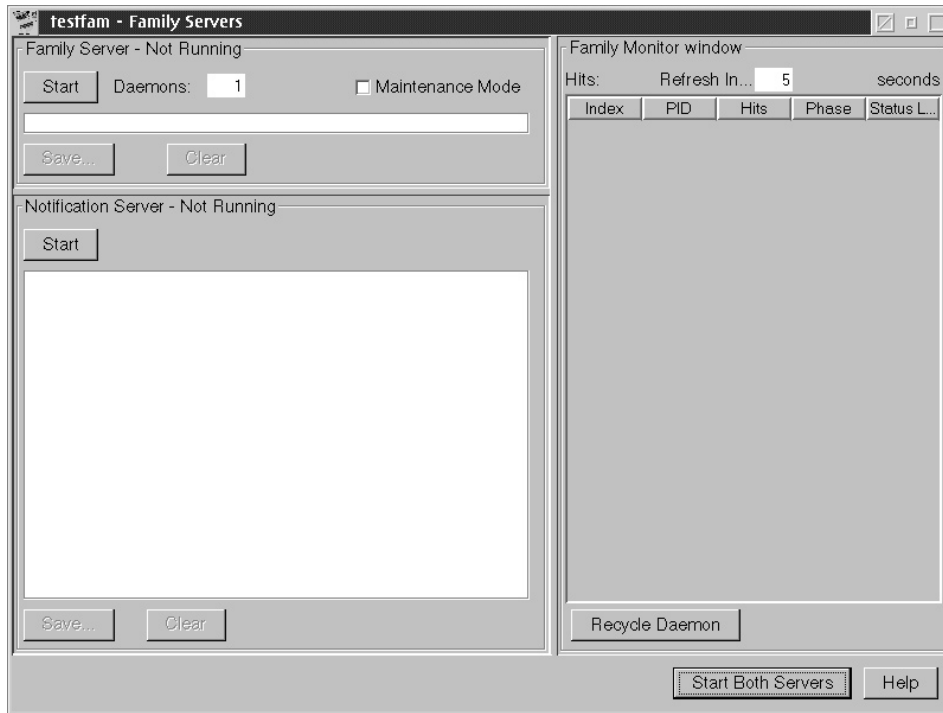 testfam - Family Servers
Family Server - Not Running
Start Daemons: 1 Maintenance Mode
Save... Clear
Notification Server - Not Running
Start
Save... Clear
Family Monitor window
Hits: Refresh In... 5 seconds
Index PID Hits Phase Status L...
Recycle Daemon
Start Both Servers Help